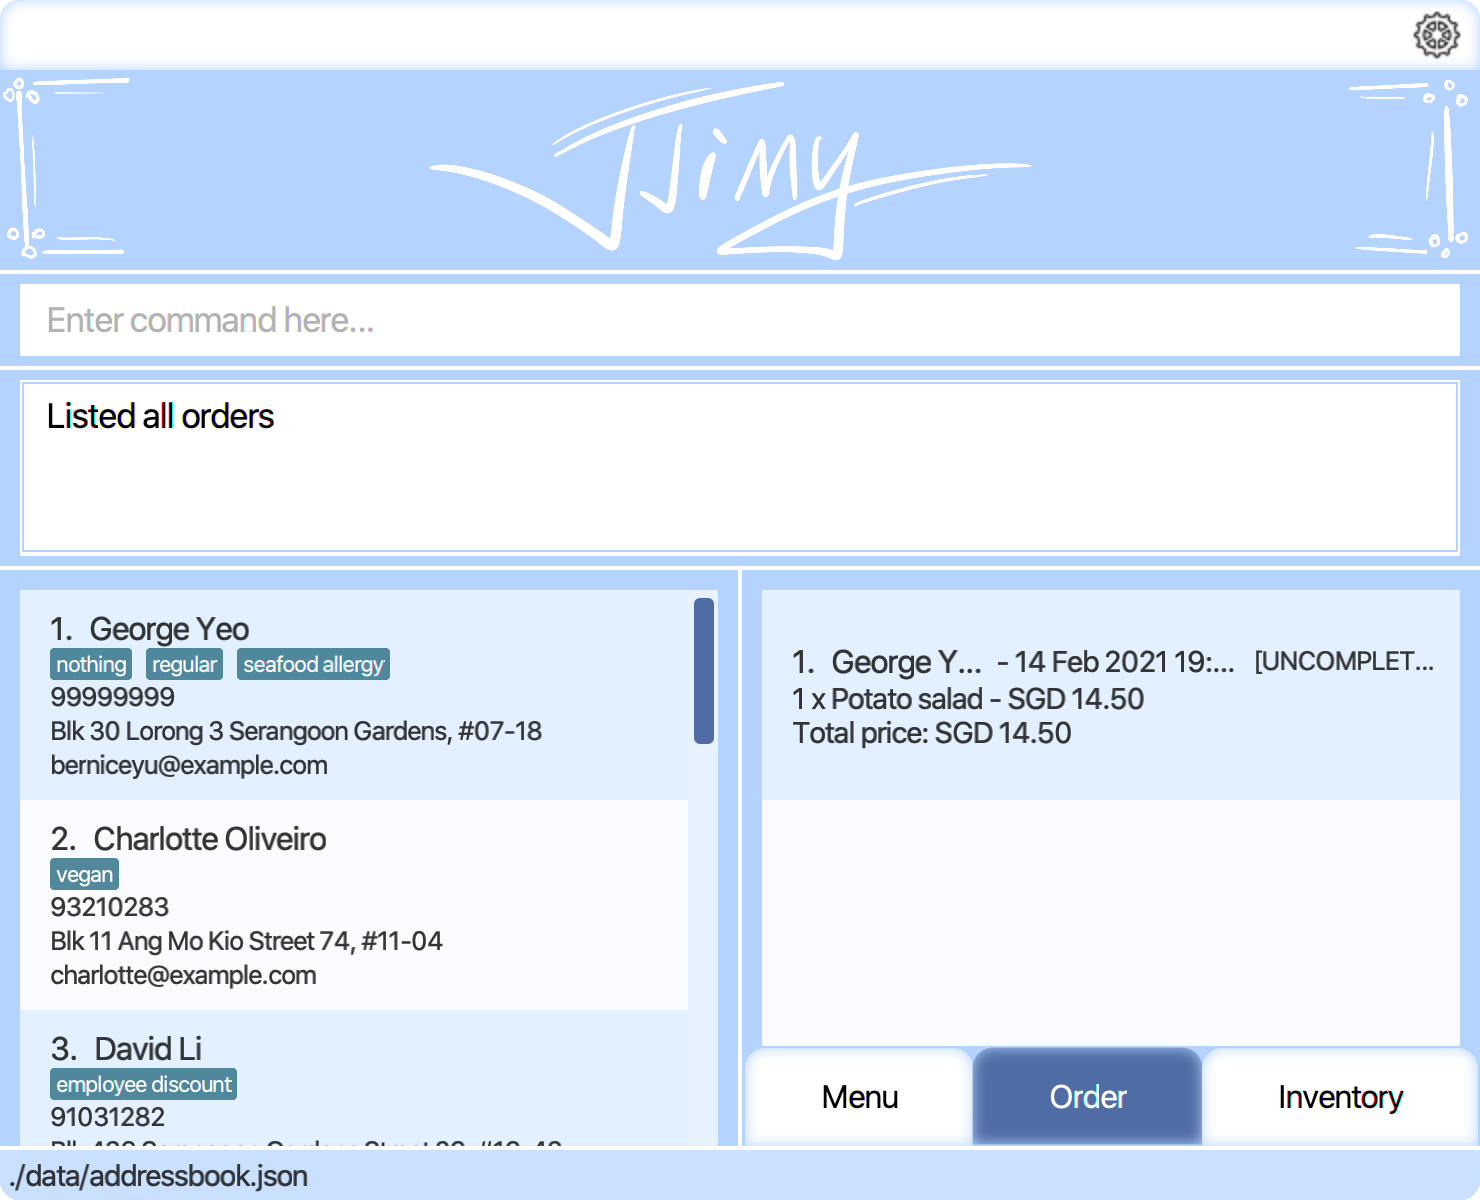 JJiMy
Enter command here...
Listed all orders
1. George Yeo
nothing regular seafood allergy
99999999
Blk 30 Lorong 3 Serangoon Gardens, #07-18
berniceyu@example.com
2. Charlotte Oliveiro
vegan
93210283
Blk 11 Ang Mo Kio Street 74, #11-04
charlotte@example.com
3. David Li
employee discount
91031282
1. George Y... - 14 Feb 2021 19:... [UNCOMPLET...
1 x Potato salad - SGD 14.50
Total price: SGD 14.50
Menu Order Inventory
./data/addressbook.json